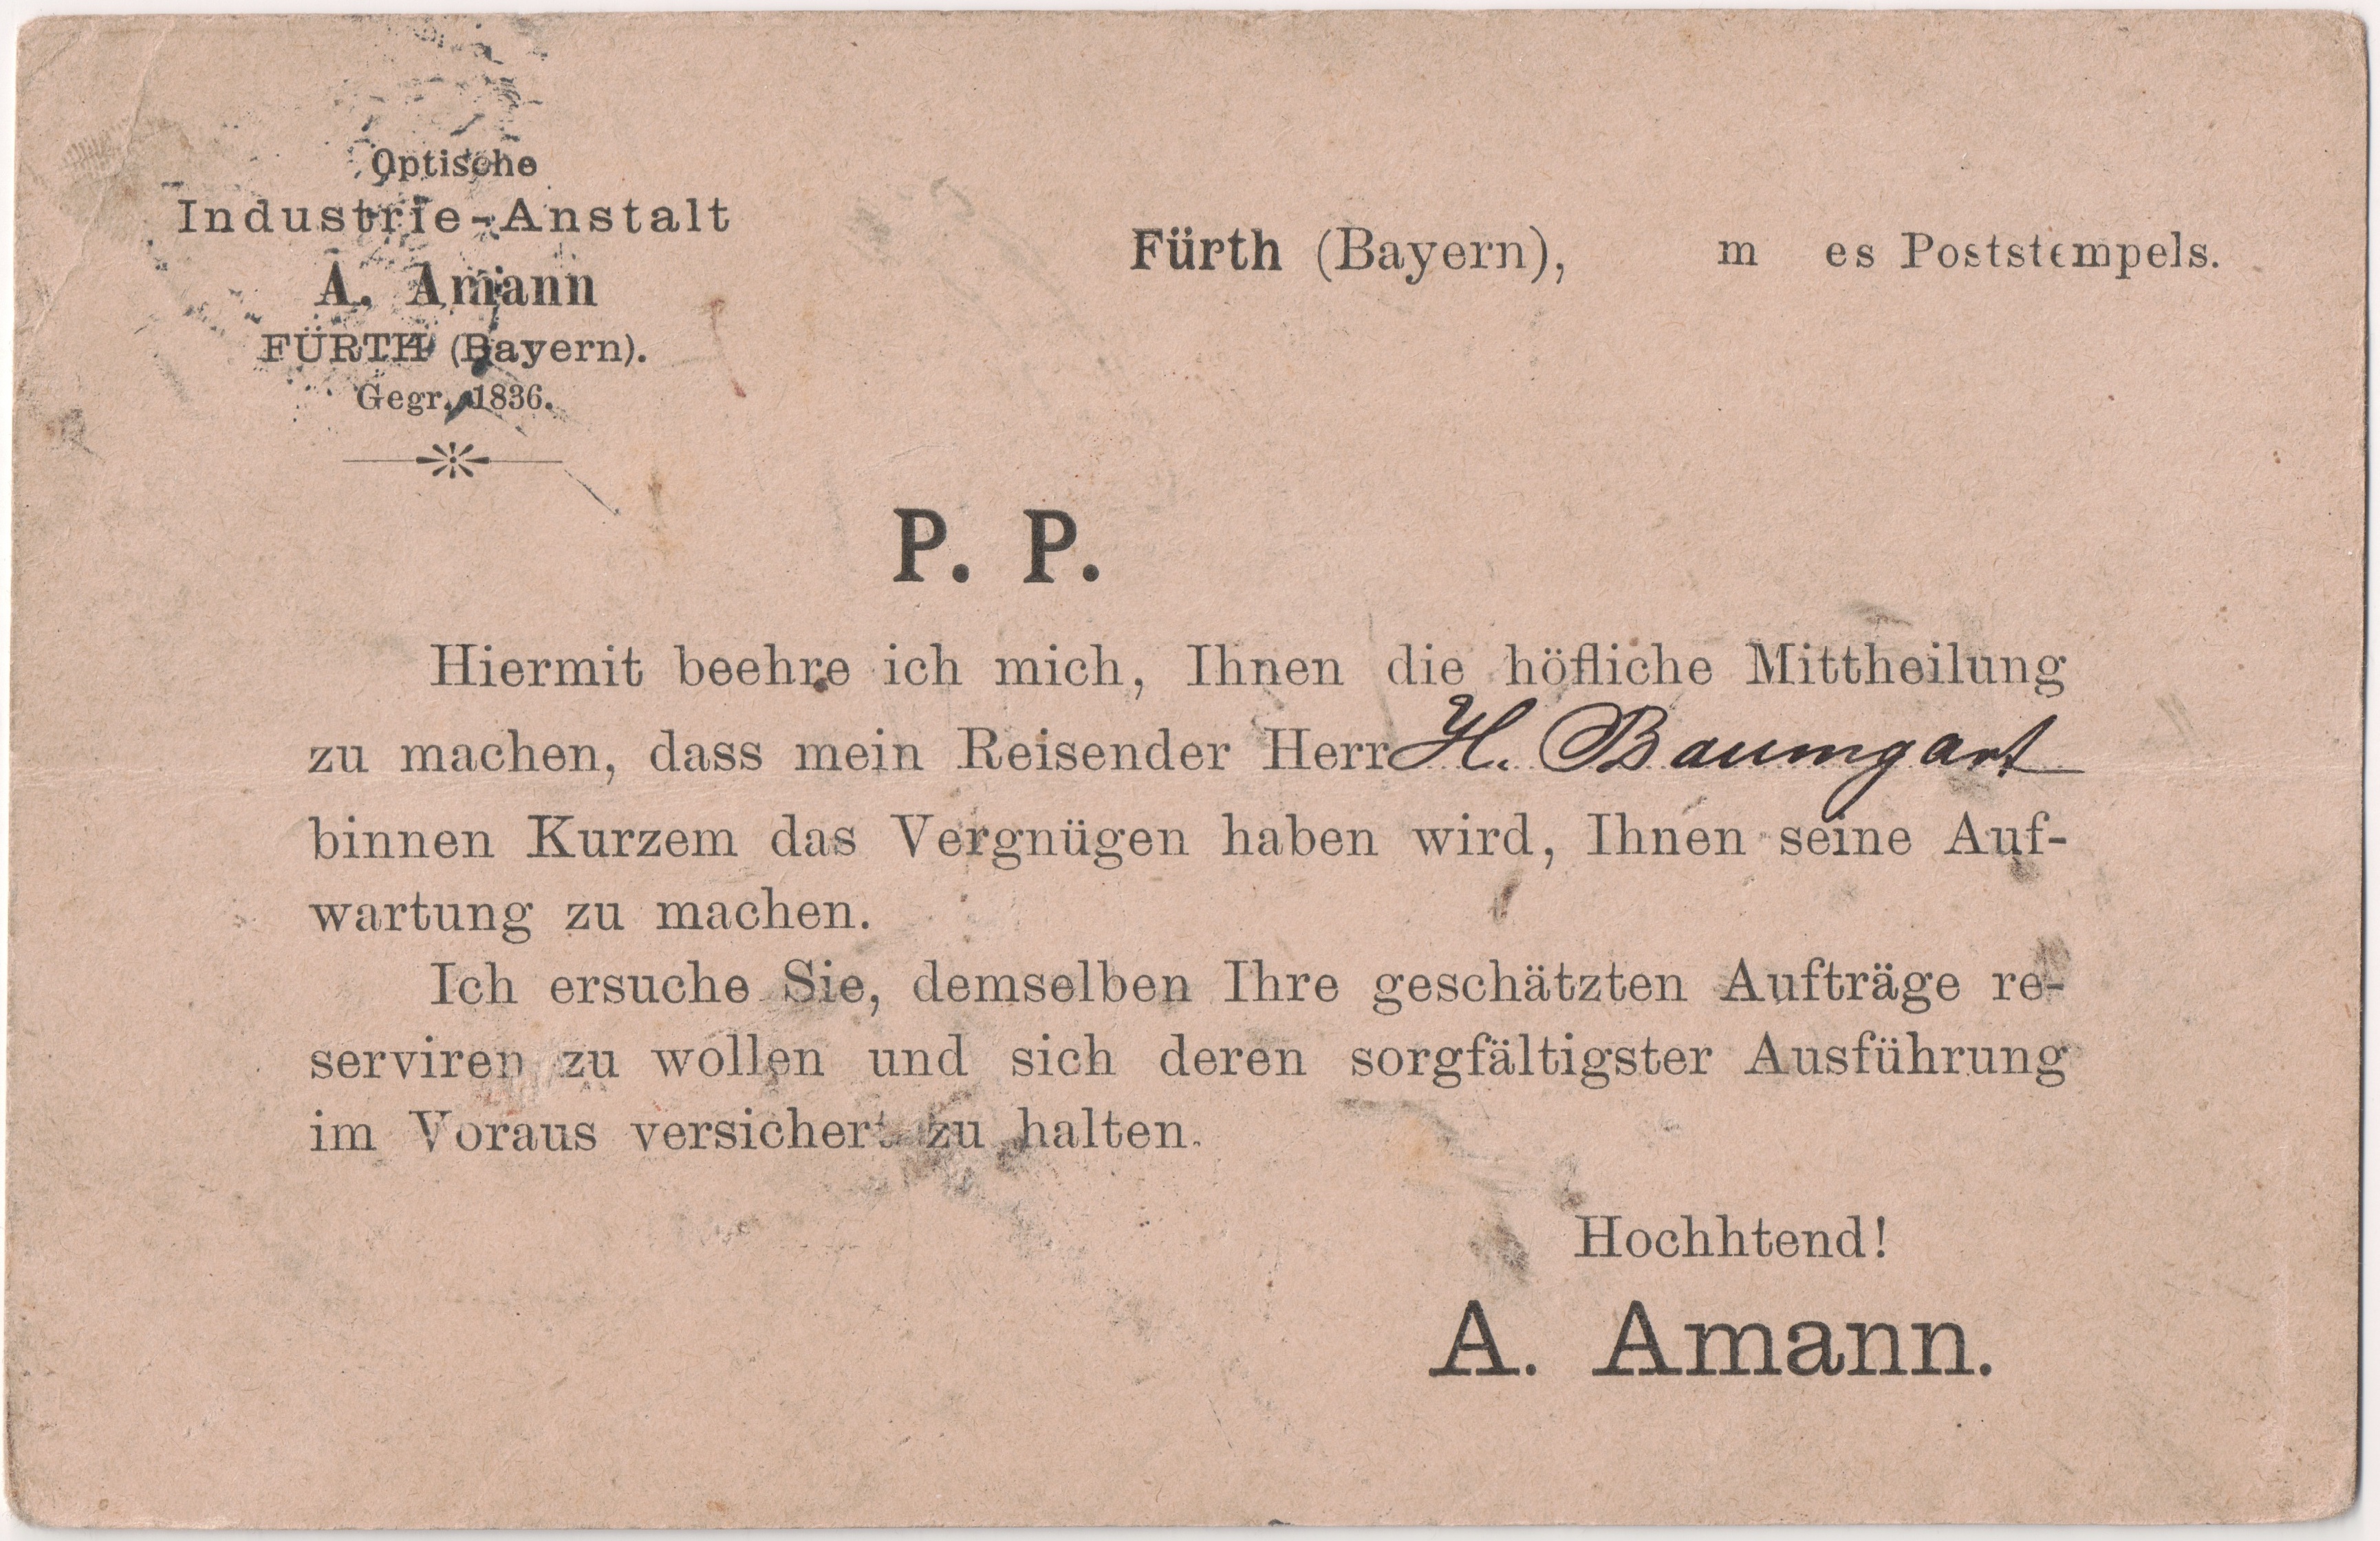 Optische
Industrie-Anstalt
A. Amann
FÜRTH (Bayern).
Gegr. 1836.
Fürth (Bayern), m es Poststempels.
P. P.
Hiermit beehre ich mich, Ihnen die höfliche Mittheilung
zu machen, dass mein Reisender Herr H. Baumgart
binnen Kurzem das Vergnügen haben wird, Ihnen seine Auf-
wartung zu machen.
Ich ersuche Sie, demselben Ihre geschätzten Aufträge re-
serviren zu wollen und sich deren sorgfältigster Ausführung
im Voraus versichert zu halten.
Hochhtend!
A. Amann.